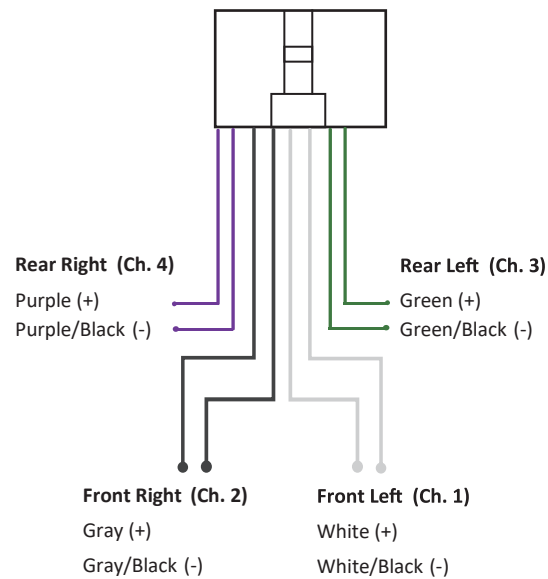 Rear Right (Ch. 4)
Purple (+)
Purple/Black (-)
Rear Left (Ch. 3)
Green (+)
Green/Black (-)
Front Right (Ch. 2)
Gray (+)
Gray/Black (-)
Front Left (Ch. 1)
White (+)
White/Black (-)